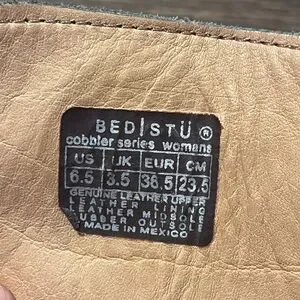 BED|STÜ®
cobbler series womans
US UK EUR CM
6.5 3.5 36.5 23.5
GENUINE LEATHER UPPER
LEATHER LINING
LEATHER MIDSOLE
RUBBER OUTSOLE
MADE IN MEXICO